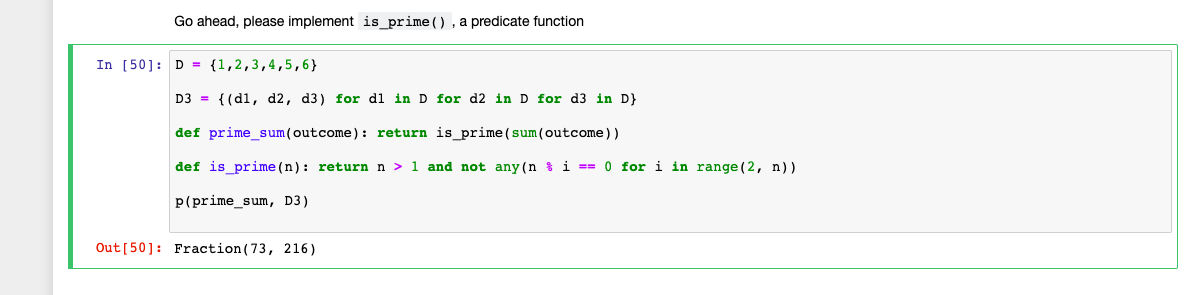 Go ahead, please implement is_prime() , a predicate function
In [50]: D = {1,2,3,4,5,6}
D3 = {(d1, d2, d3) for d1 in D for d2 in D for d3 in D}
def prime_sum(outcome): return is_prime(sum(outcome))
def is_prime(n): return n > 1 and not any(n % i == 0 for i in range(2, n))
p(prime_sum, D3)
Out[50]: Fraction(73, 216)